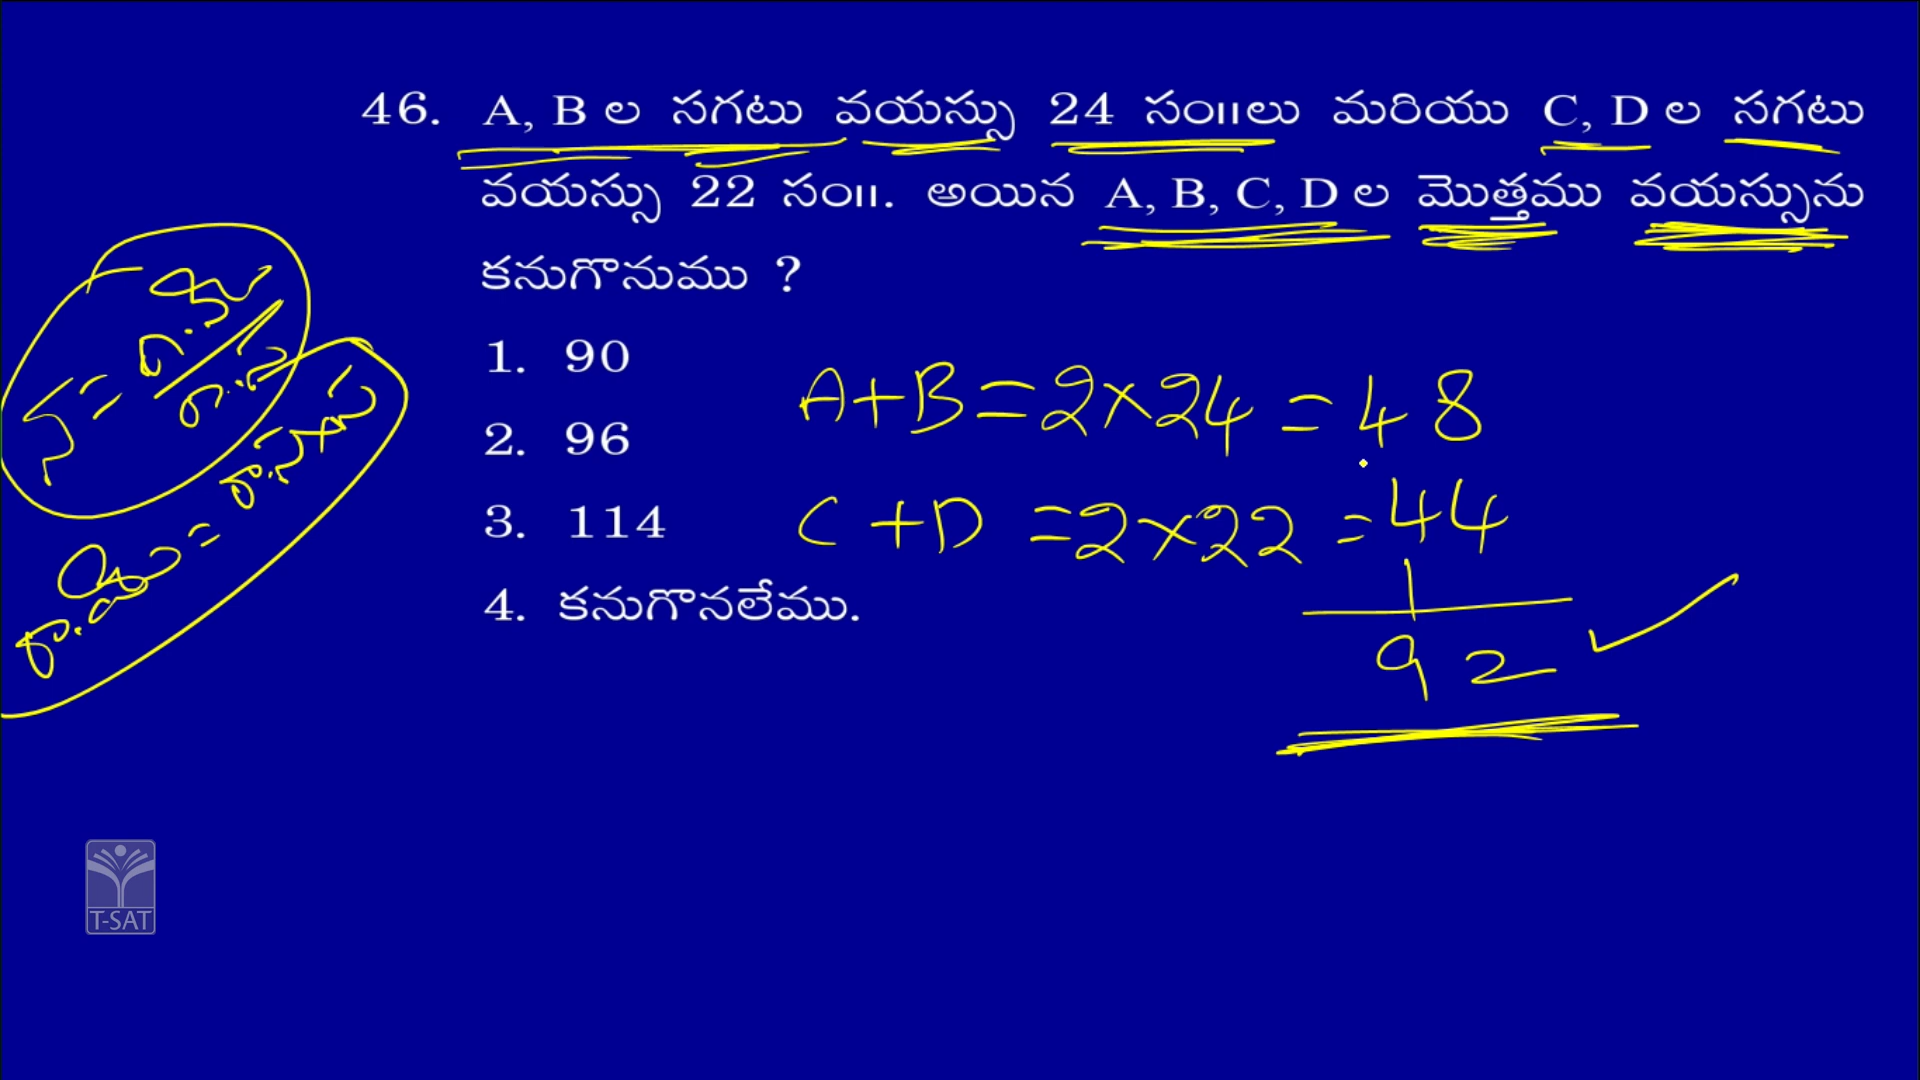 46. A, B ల సగటు వయస్సు 24 సం॥లు మరియు C, D ల సగటు
వయస్సు 22 సం॥. అయిన A, B, C, D ల మొత్తము వయస్సును
కనుగొనుము ?
1. 90
2. 96
3. 114
4. కనుగొనలేము.
A+B=2×24=48
C+D=2×22=44
1
92
T-SAT